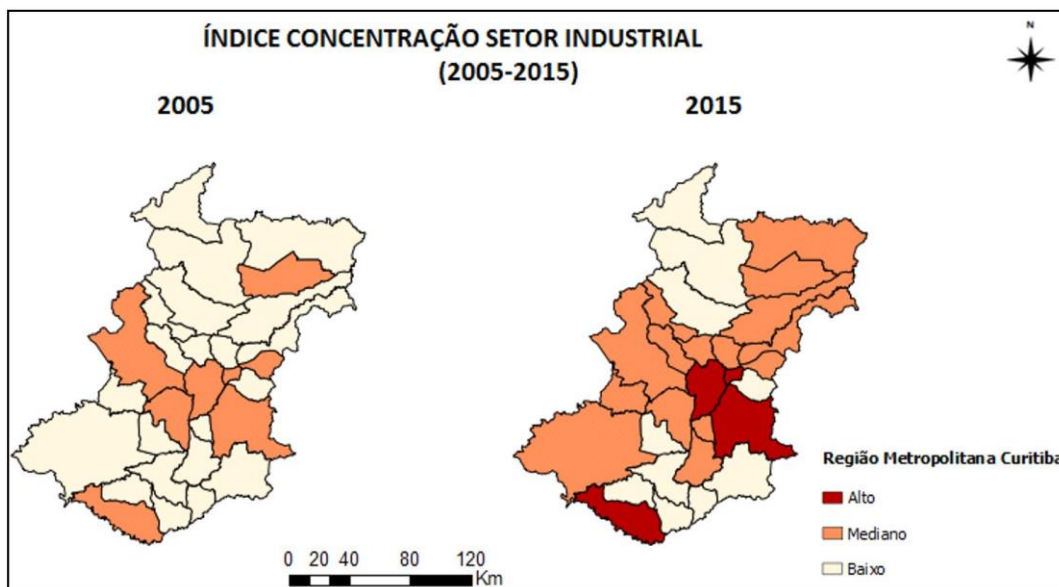 ÍNDICE CONCENTRAÇÃO SETOR INDUSTRIAL
(2005-2015)
N
2005
2015
Região Metropolitana Curitiba
Alto
Mediano
Baixo
0 20 40 80 120
Km